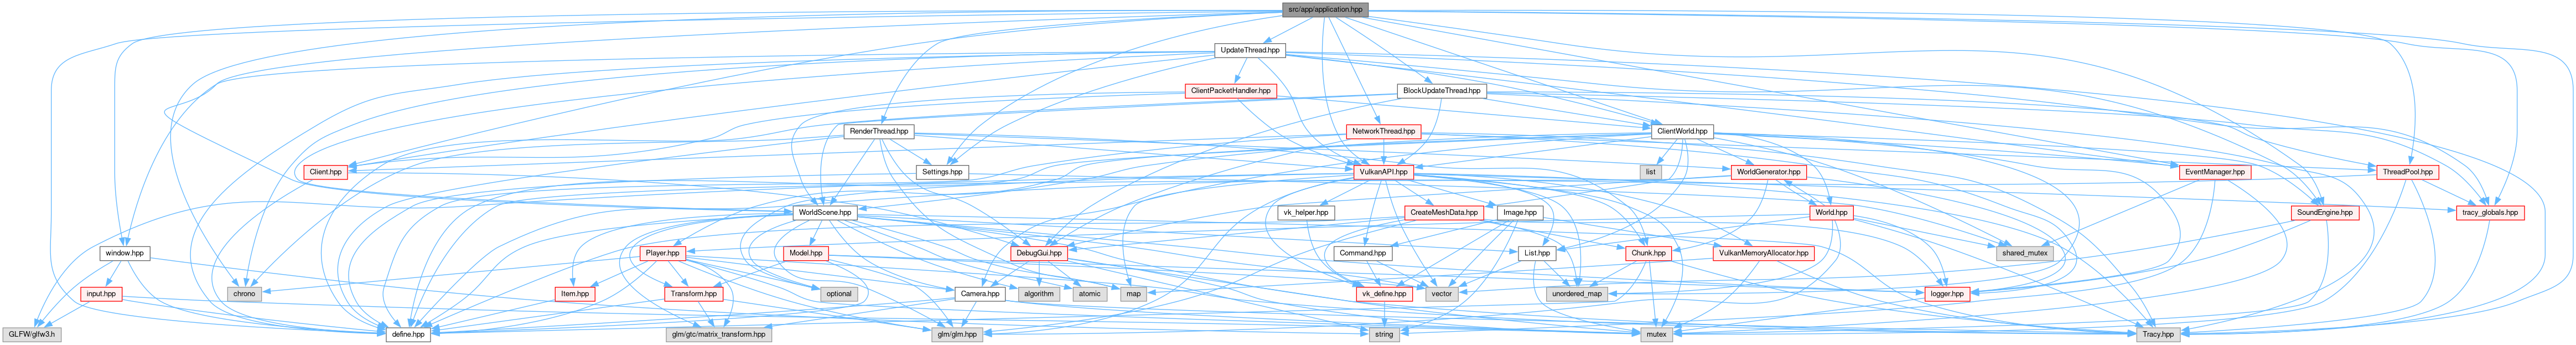 src/app/application.hpp
UpdateThread.hpp
ClientPacketHandler.hpp
BlockUpdateThread.hpp
RenderThread.hpp
NetworkThread.hpp
ClientWorld.hpp
Client.hpp
Settings.hpp
VulkanAPI.hpp
list
WorldGenerator.hpp
EventManager.hpp
ThreadPool.hpp
WorldScene.hpp
vk_helper.hpp
CreateMeshData.hpp
Image.hpp
World.hpp
SoundEngine.hpp
tracy_globals.hpp
window.hpp
Player.hpp
Model.hpp
DebugGui.hpp
Command.hpp
List.hpp
Chunk.hpp
VulkanMemoryAllocator.hpp
shared_mutex
input.hpp
chrono
Item.hpp
Transform.hpp
optional
Camera.hpp
algorithm
atomic
map
vk_define.hpp
vector
unordered_map
logger.hpp
GLFW/glfw3.h
define.hpp
glm/gtc/matrix_transform.hpp
glm/glm.hpp
string
mutex
Tracy.hpp